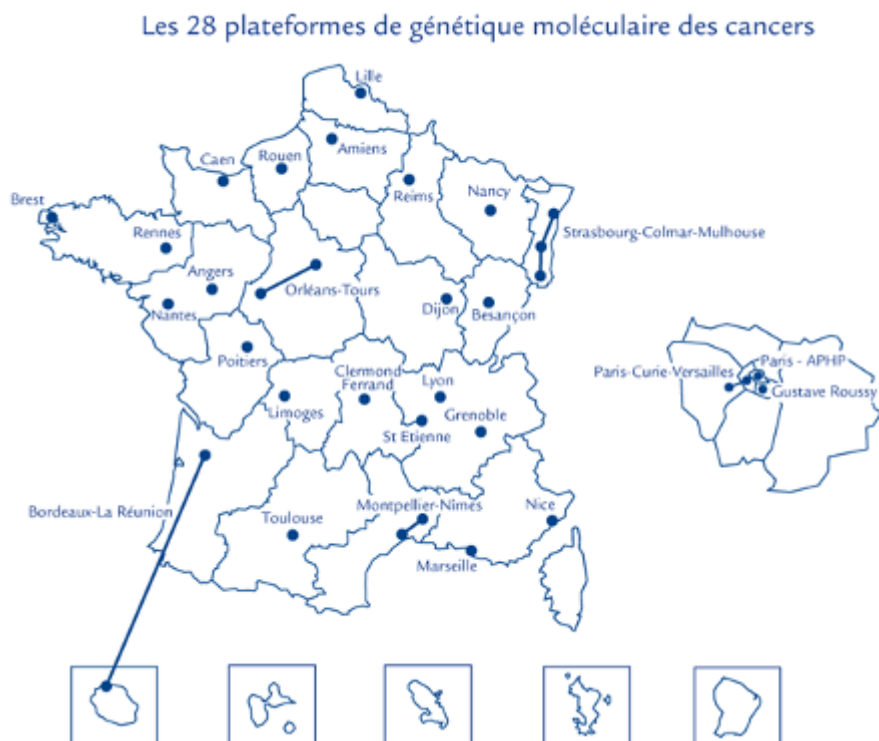 Les 28 plateformes de génétique moléculaire des cancers
Lille
Amiens
Caen
Rouen
Reims
Nancy
Brest
Rennes
Strasbourg-Colmar-Mulhouse
Angers
Orléans-Tours
Nantes
Dijon
Besançon
Poitiers
Paris - APHP
Paris-Curie-Versailles
Gustave Roussy
Clermond
Ferrand
Lyon
Limoges
Grenoble
St Etienne
Bordeaux-La Réunion
Toulouse
Montpellier-Nimes
Nice
Marseille